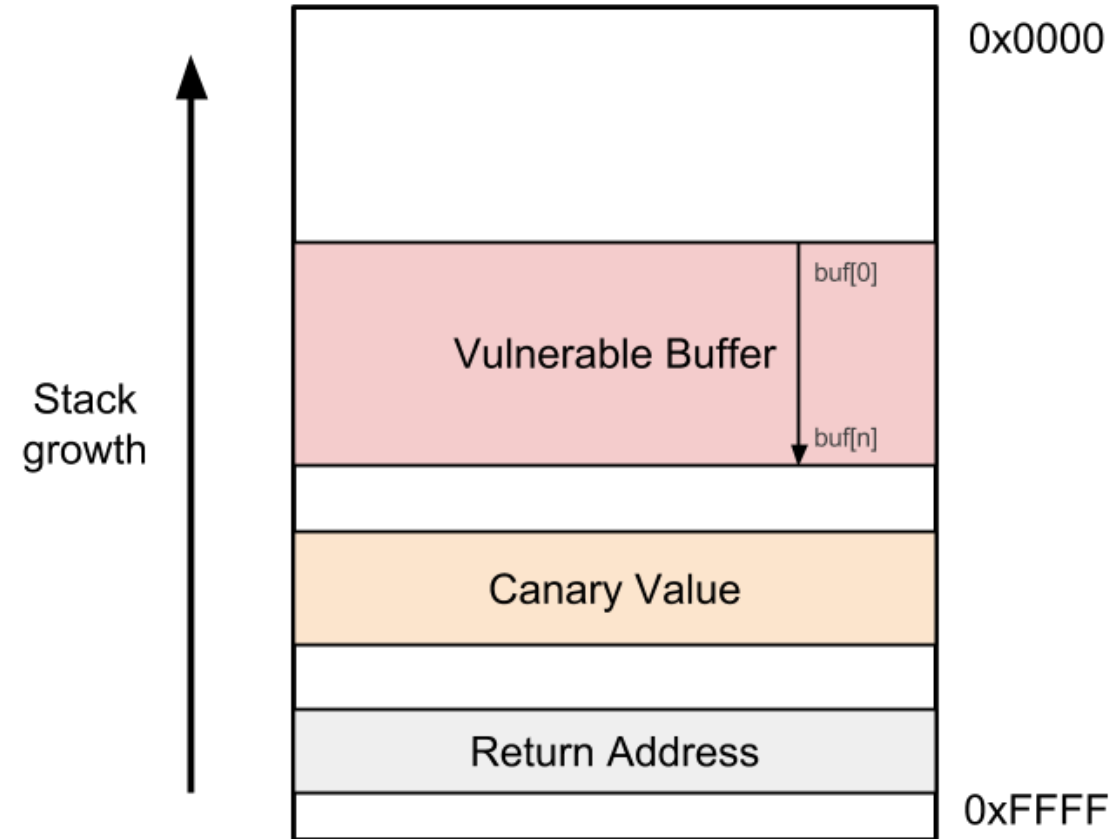 0x0000
buf[0]
Vulnerable Buffer
Stack
growth
buf[n]
Canary Value
Return Address
0xFFFF